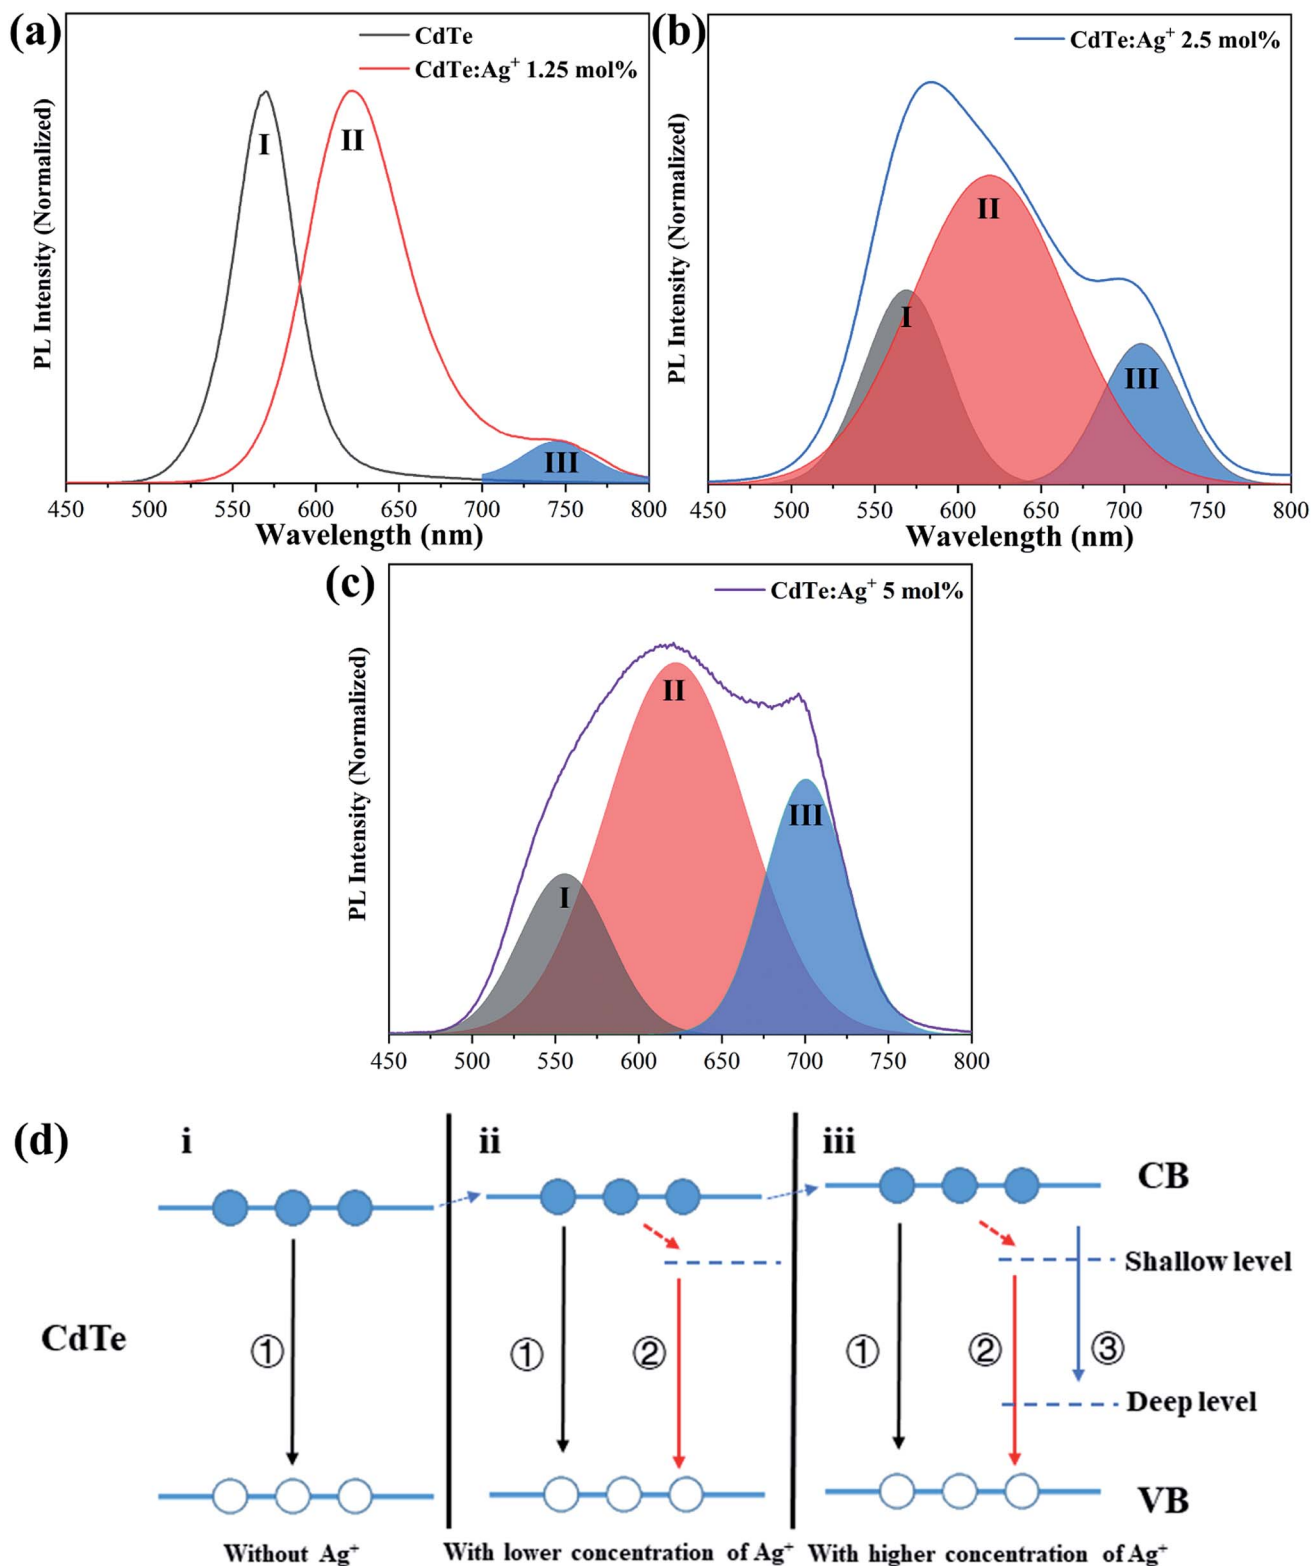 (a)
CdTe
CdTe:Ag⁺ 1.25 mol%
I
II
III
PL Intensity (Normalized)
450 500 550 600 650 700 750 800
Wavelength (nm)
(b)
CdTe:Ag⁺ 2.5 mol%
I
II
III
PL Intensity (Normalized)
450 500 550 600 650 700 750 800
Wavelength (nm)
(c)
CdTe:Ag⁺ 5 mol%
I
II
III
PL Intensity (Normalized)
450 500 550 600 650 700 750 800
(d)
i
ii
iii
CB
Shallow level
CdTe
①
①
②
①
②
③
Deep level
VB
Without Ag⁺
With lower concentration of Ag⁺
With higher concentration of Ag⁺